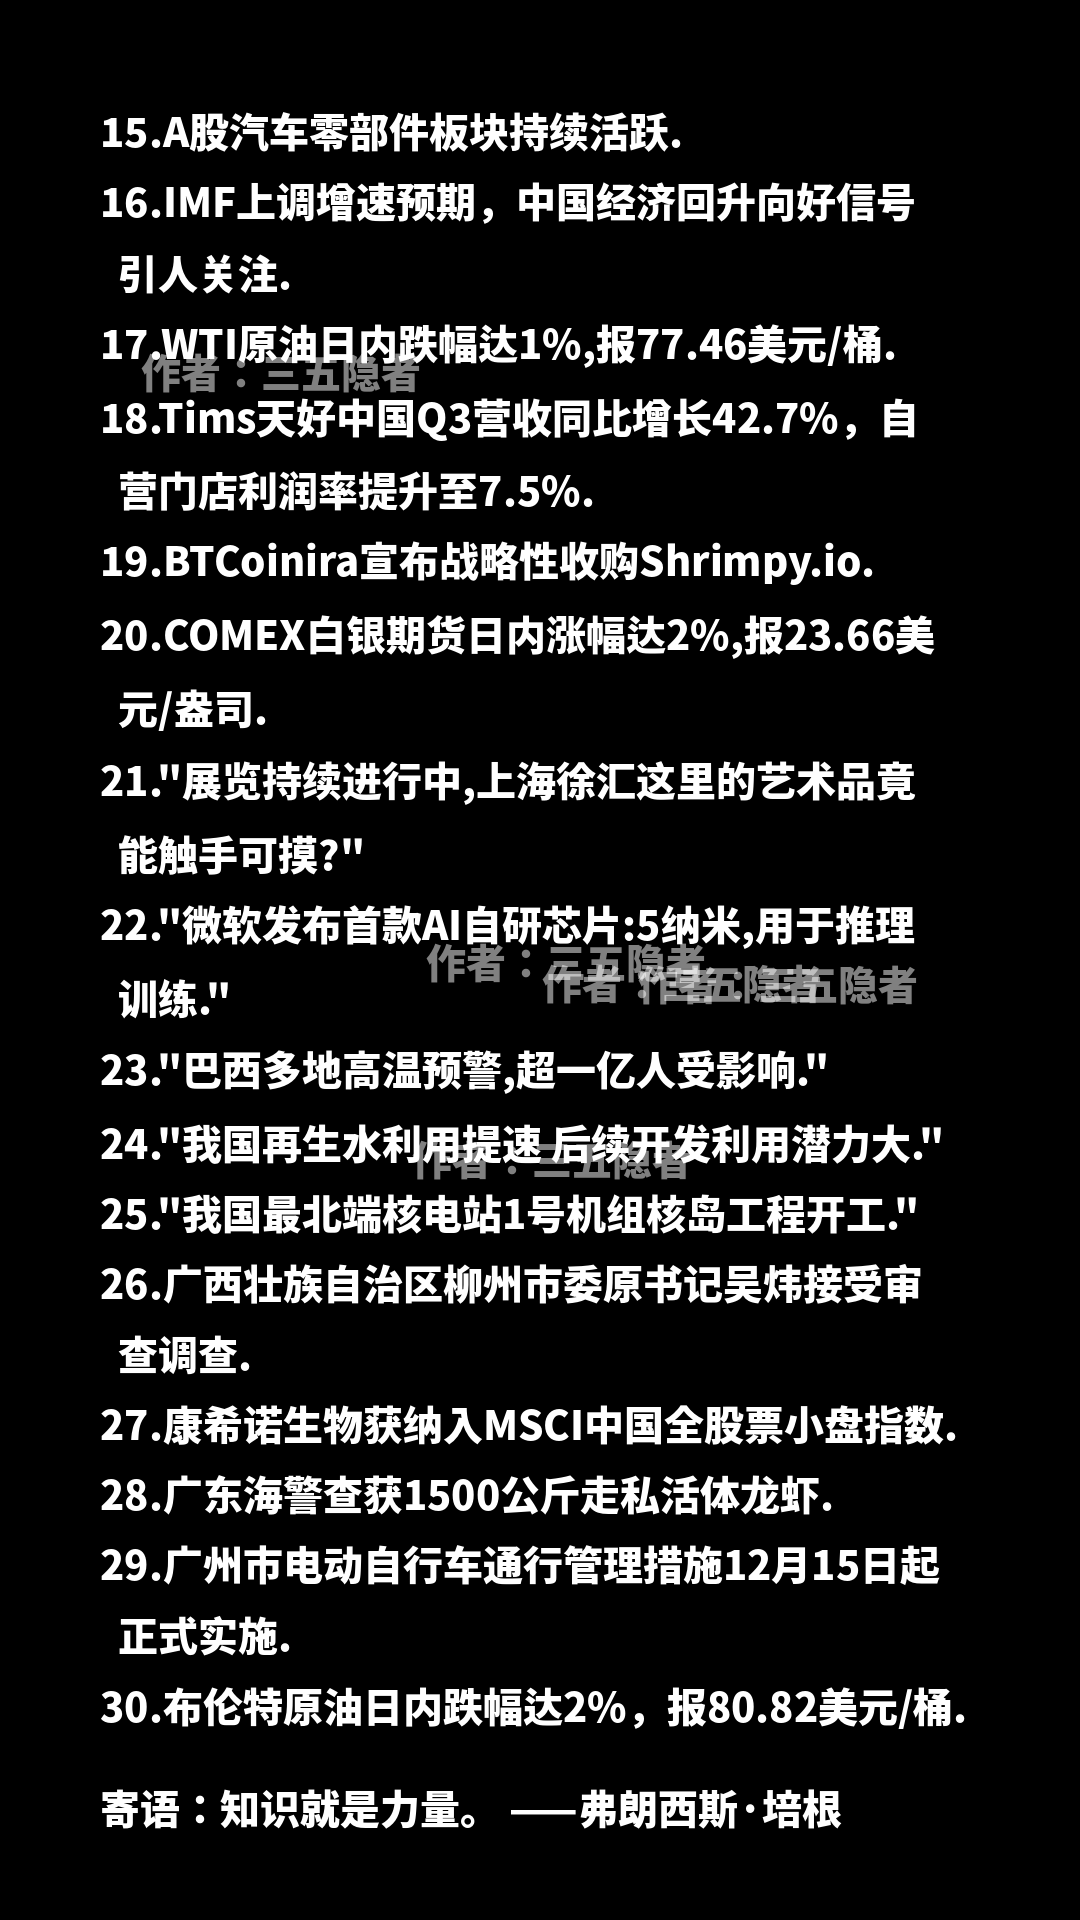 15.A股汽车零部件板块持续活跃.
16.IMF上调增速预期，中国经济回升向好信号
引人关注.
17.WTI原油日内跌幅达1%,报77.46美元/桶.
作者：三五隐者
18.Tims天好中国Q3营收同比增长42.7%，自
营门店利润率提升至7.5%.
19.BTCoinira宣布战略性收购Shrimpy.io.
20.COMEX白银期货日内涨幅达2%,报23.66美
元/盎司.
21."展览持续进行中,上海徐汇这里的艺术品竟
能触手可摸?"
22."微软发布首款AI自研芯片:5纳米,用于推理
作者：三五隐者
作者：三五隐者
作者：三五隐者
训练."
23."巴西多地高温预警,超一亿人受影响."
24."我国再生水利用提速 后续开发利用潜力大."
作者：三五隐者
25."我国最北端核电站1号机组核岛工程开工."
26.广西壮族自治区柳州市委原书记吴炜接受审
查调查.
27.康希诺生物获纳入MSCI中国全股票小盘指数.
28.广东海警查获1500公斤走私活体龙虾.
29.广州市电动自行车通行管理措施12月15日起
正式实施.
30.布伦特原油日内跌幅达2%，报80.82美元/桶.
寄语：知识就是力量。 ——弗朗西斯·培根